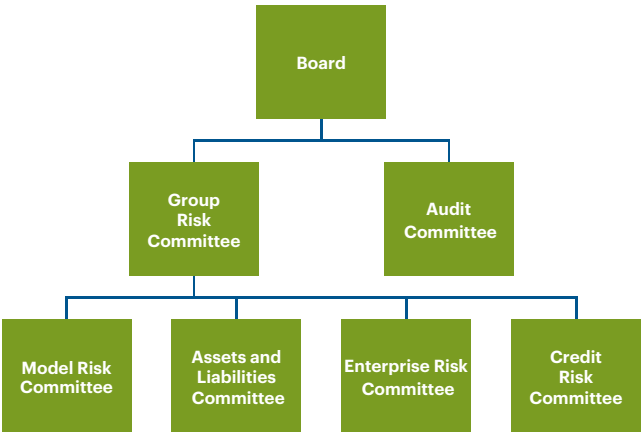 Board
Group
Risk
Committee
Audit
Committee
Model Risk
Committee
Assets and
Liabilities
Committee
Enterprise Risk
Committee
Credit
Risk
Committee